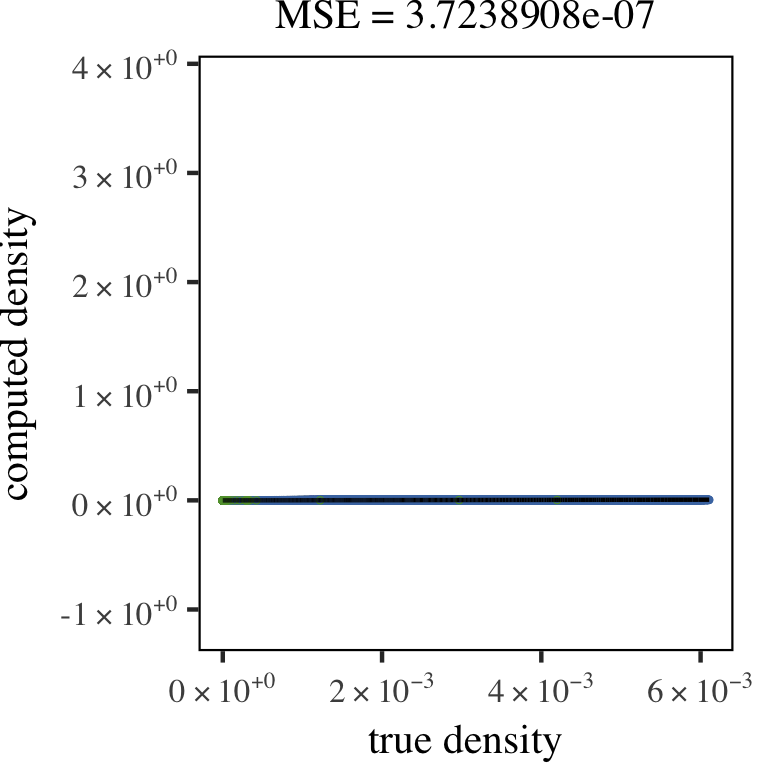 MSE = 3.7238908e-07
4 × 10⁺⁰
3 × 10⁺⁰
2 × 10⁺⁰
1 × 10⁺⁰
0 × 10⁺⁰
-1 × 10⁺⁰
computed density
0 × 10⁺⁰ 2 × 10⁻³ 4 × 10⁻³ 6 × 10⁻³
true density